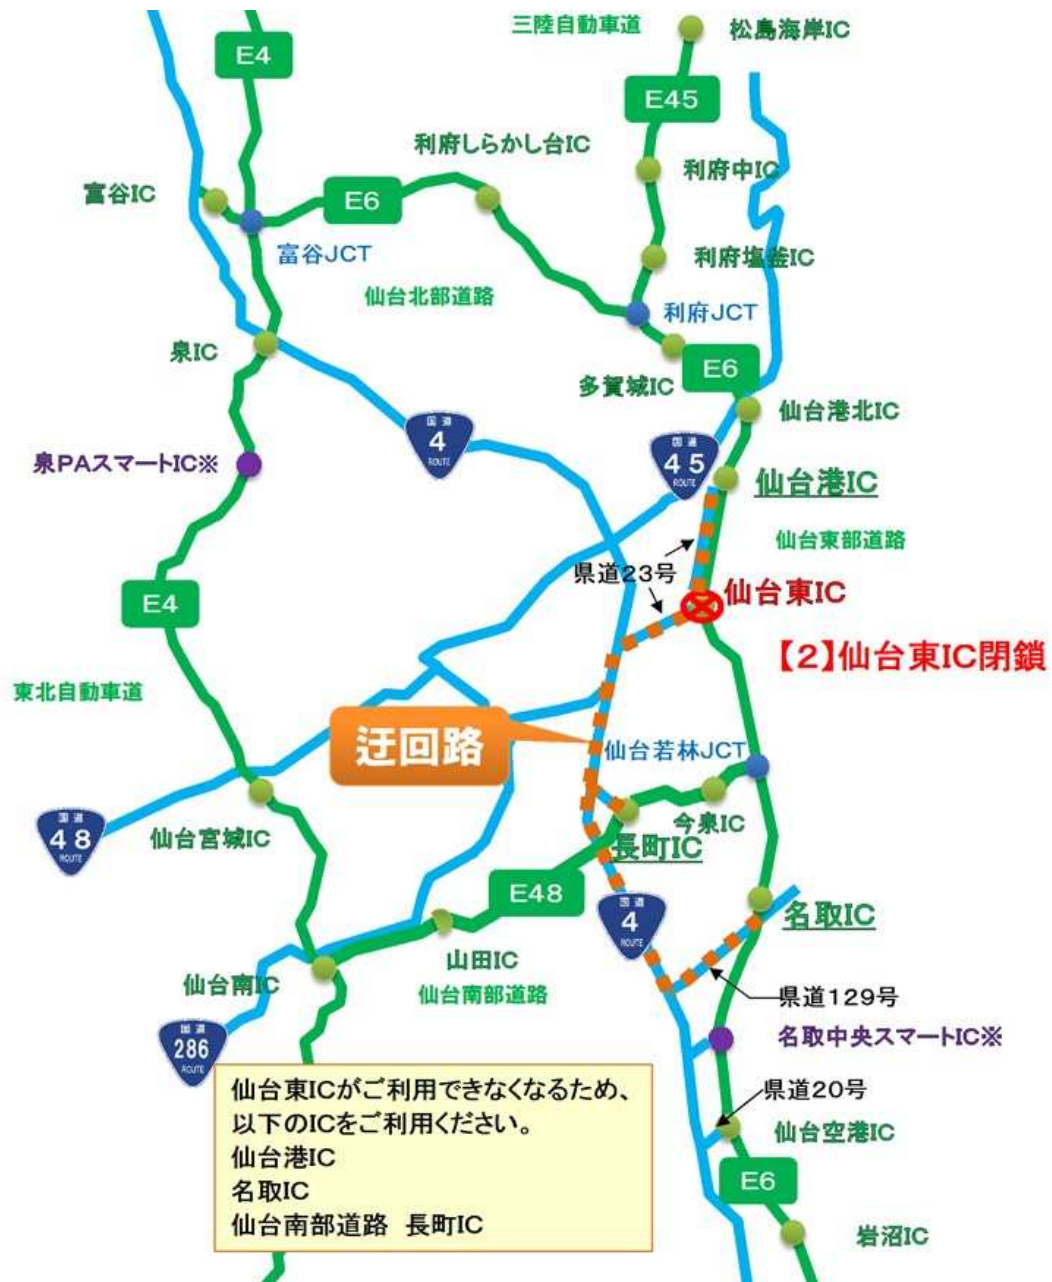 三陸自動車道
松島海岸IC
E4
E45
利府しらかし台IC
利府中IC
富谷IC
E6
富谷JCT
利府塩釜IC
仙台北部道路
利府JCT
泉IC
E6
多賀城IC
仙台港北IC
国道
4
ROUTE
国道
45
ROUTE
泉PAスマートIC※
仙台港IC
仙台東部道路
県道23号
仙台東IC
E4
【2】仙台東IC閉鎖
東北自動車道
迂回路
仙台若林JCT
国道
48
ROUTE
仙台宮城IC
今泉IC
長町IC
E48
国道
4
ROUTE
名取IC
山田IC
仙台南IC
仙台南部道路
県道129号
国道
286
ROUTE
名取中央スマートIC※
仙台東ICがご利用できなくなるため、
以下のICをご利用ください。
仙台港IC
名取IC
仙台南部道路 長町IC
県道20号
仙台空港IC
E6
岩沼IC